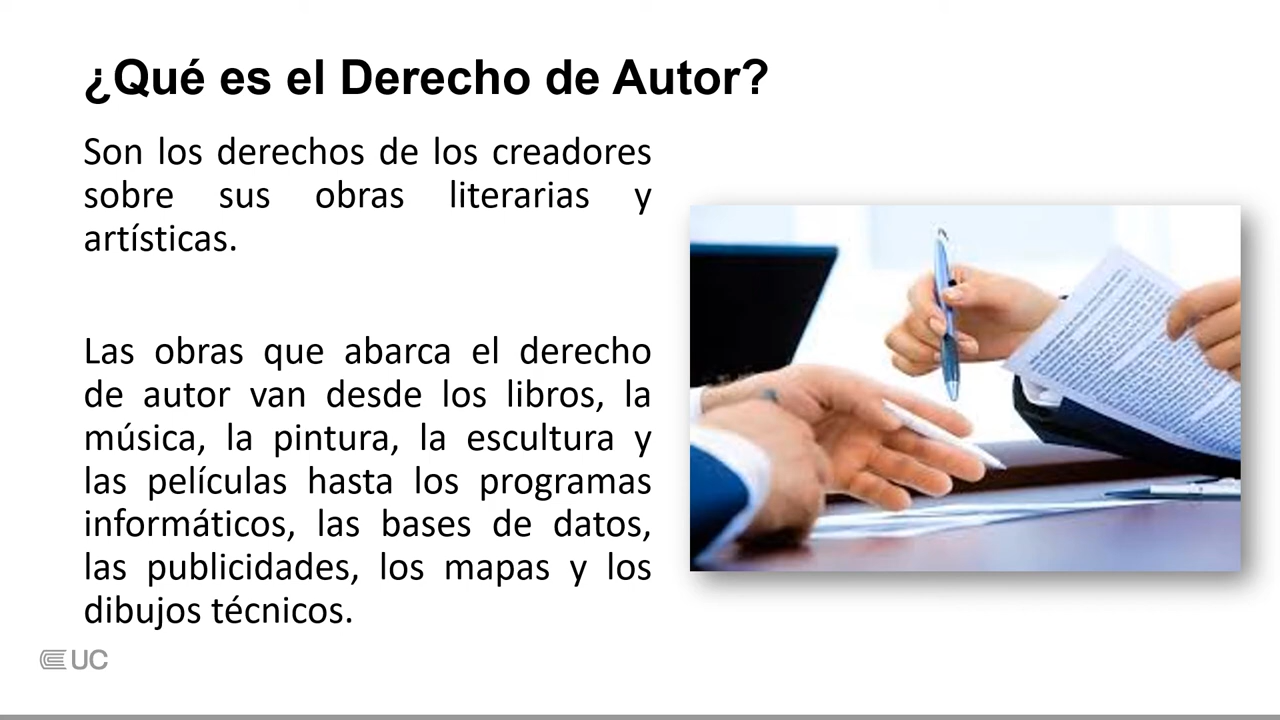 ¿Qué es el Derecho de Autor?
Son los derechos de los creadores
sobre sus obras literarias y
artísticas.
Las obras que abarca el derecho
de autor van desde los libros, la
música, la pintura, la escultura y
las películas hasta los programas
informáticos, las bases de datos,
las publicidades, los mapas y los
dibujos técnicos.
UC